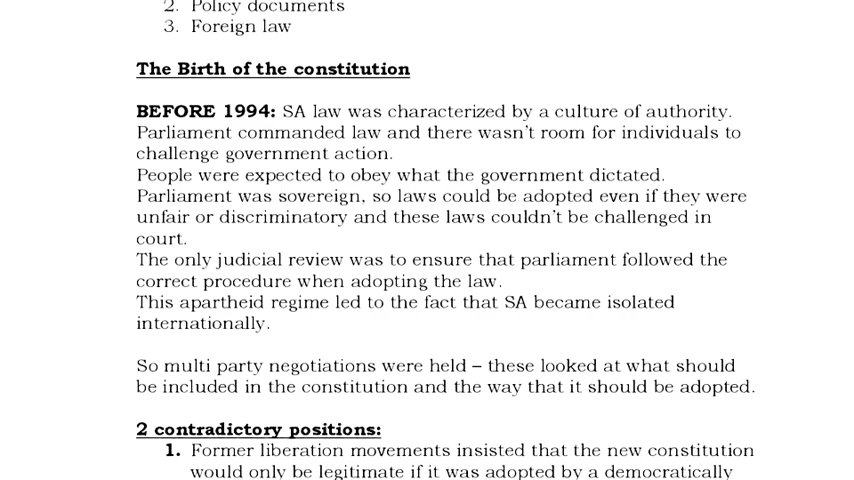 2. Policy documents
3. Foreign law
The Birth of the constitution
BEFORE 1994: SA law was characterized by a culture of authority.
Parliament commanded law and there wasn't room for individuals to
challenge government action.
People were expected to obey what the government dictated.
Parliament was sovereign, so laws could be adopted even if they were
unfair or discriminatory and these laws couldn't be challenged in
court.
The only judicial review was to ensure that parliament followed the
correct procedure when adopting the law.
This apartheid regime led to the fact that SA became isolated
internationally.
So multi party negotiations were held – these looked at what should
be included in the constitution and the way that it should be adopted.
2 contradictory positions:
1. Former liberation movements insisted that the new constitution
would only be legitimate if it was adopted by a democratically